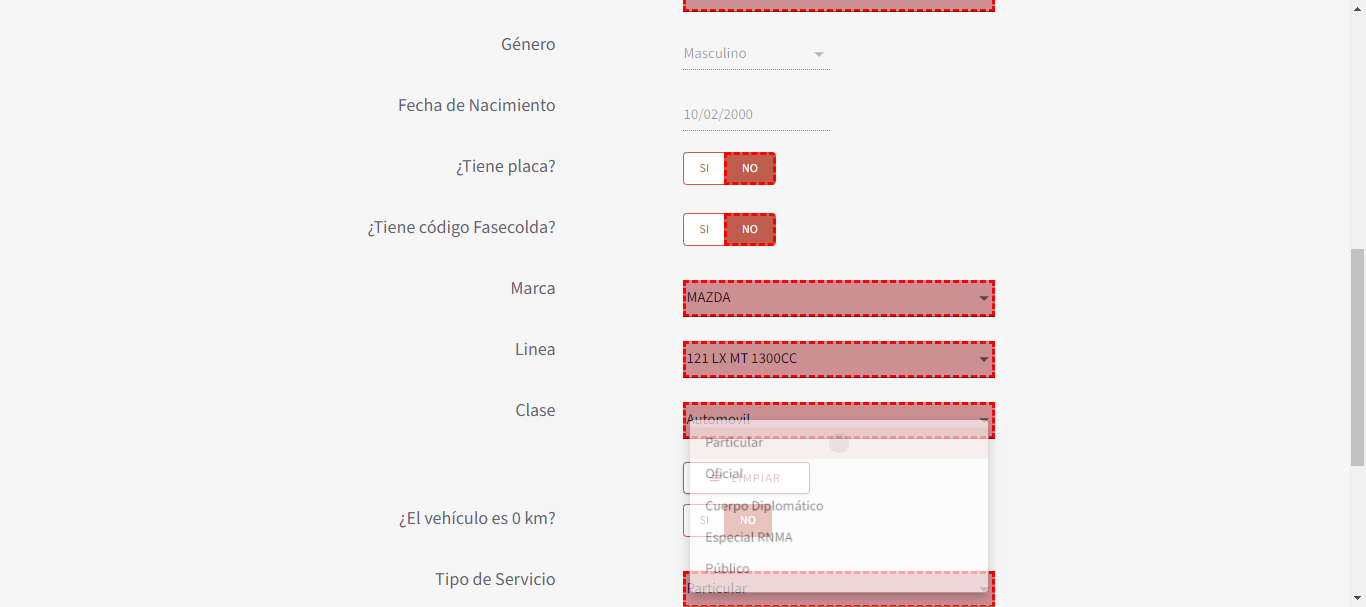 Género
Masculino
Fecha de Nacimiento
10/02/2000
¿Tiene placa?
SI NO
¿Tiene código Fasecolda?
SI NO
Marca
MAZDA
Linea
121 LX MT 1300CC
Clase
Automovil
Particular
Oficial
LIMPIAR
Cuerpo Diplomático
¿El vehículo es 0 km?
SI NO
Especial RNMA
Público
Tipo de Servicio
Particular